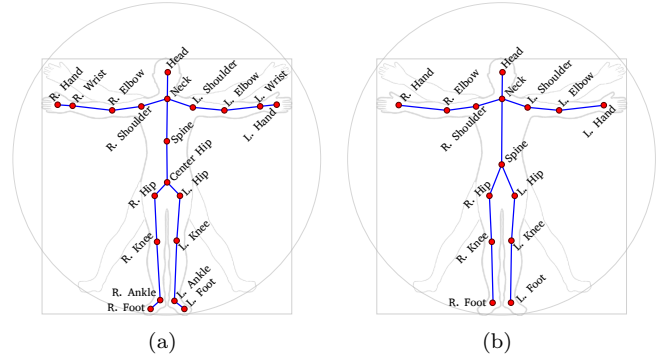 Head
R. Hand
R. Wrist
R. Elbow
Neck
L. Shoulder
L. Elbow
L. Wrist
R. Shoulder
L. Hand
Spine
Center Hip
R. Hip
L. Hip
R. Knee
L. Knee
R. Ankle
L. Ankle
R. Foot
L. Foot
(a)
Head
R. Hand
R. Elbow
Neck
L. Shoulder
L. Elbow
R. Shoulder
L. Hand
Spine
R. Hip
L. Hip
R. Knee
L. Knee
R. Foot
L. Foot
(b)